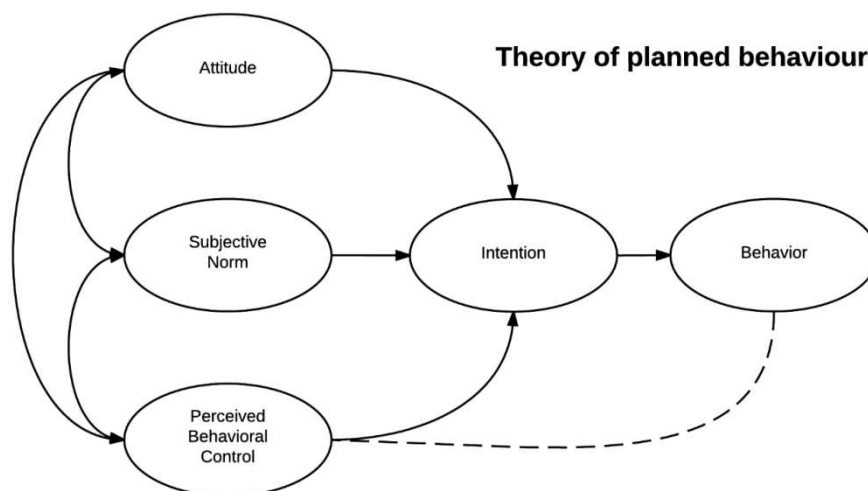 Theory of planned behaviour
Attitude
Subjective
Norm
Intention
Behavior
Perceived
Behavioral
Control